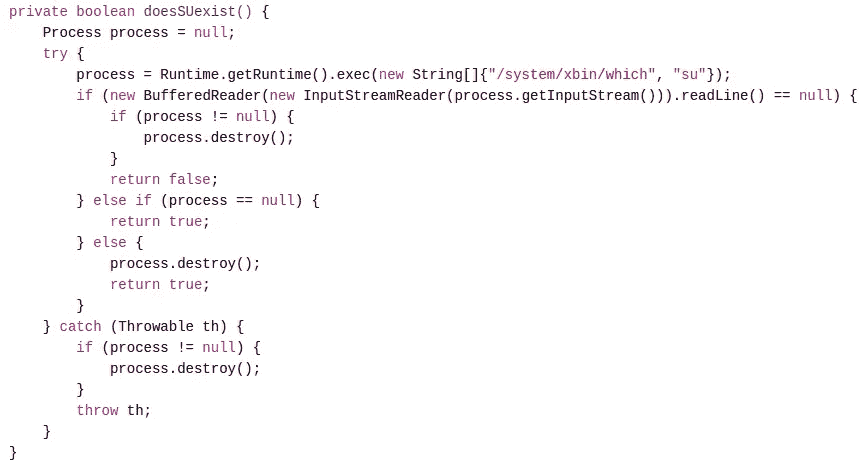 private boolean doesSUexist() {
    Process process = null;
    try {
        process = Runtime.getRuntime().exec(new String[]{"/system/xbin/which", "su"});
        if (new BufferedReader(new InputStreamReader(process.getInputStream())).readLine() == null) {
            if (process != null) {
                process.destroy();
            }
            return false;
        } else if (process == null) {
            return true;
        } else {
            process.destroy();
            return true;
        }
    } catch (Throwable th) {
        if (process != null) {
            process.destroy();
        }
        throw th;
    }
}